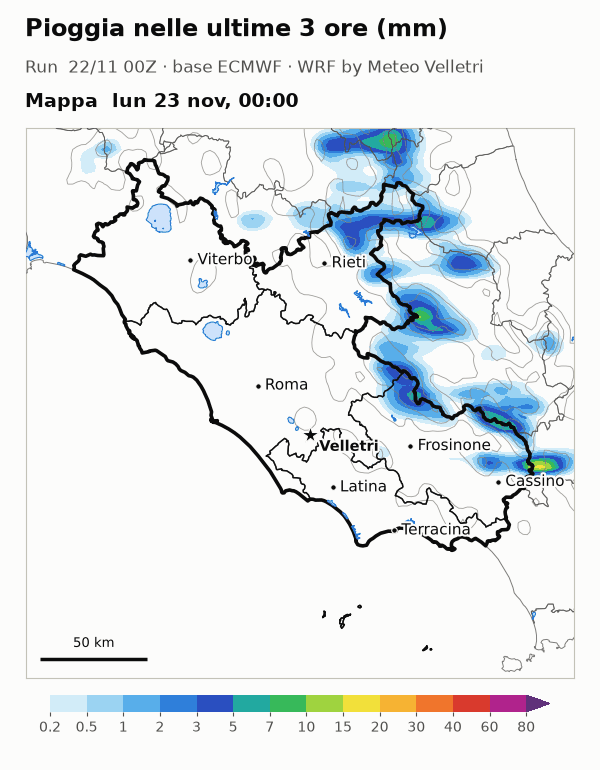 Pioggia nelle ultime 3 ore (mm)
Run  22/11 00Z · base ECMWF · WRF by Meteo Velletri
Mappa  lun 23 nov, 00:00
Viterbo
Rieti
Roma
Velletri
Frosinone
Latina
Cassino
Terracina
50 km
0.2 0.5 1 2 3 5 7 10 15 20 30 40 60 80